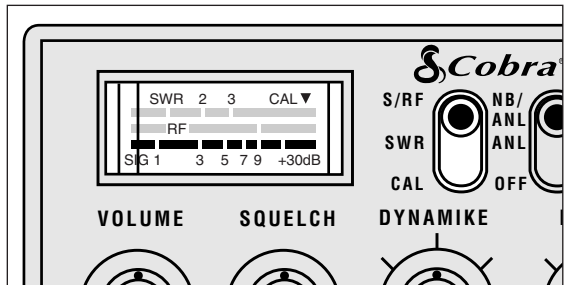 Cobra®
SWR 2 3 CAL▼
RF
SIG 1 3 5 7 9 +30dB
S/RF
SWR
CAL
NB/
ANL
ANL
OFF
VOLUME
SQUELCH
DYNAMIKE